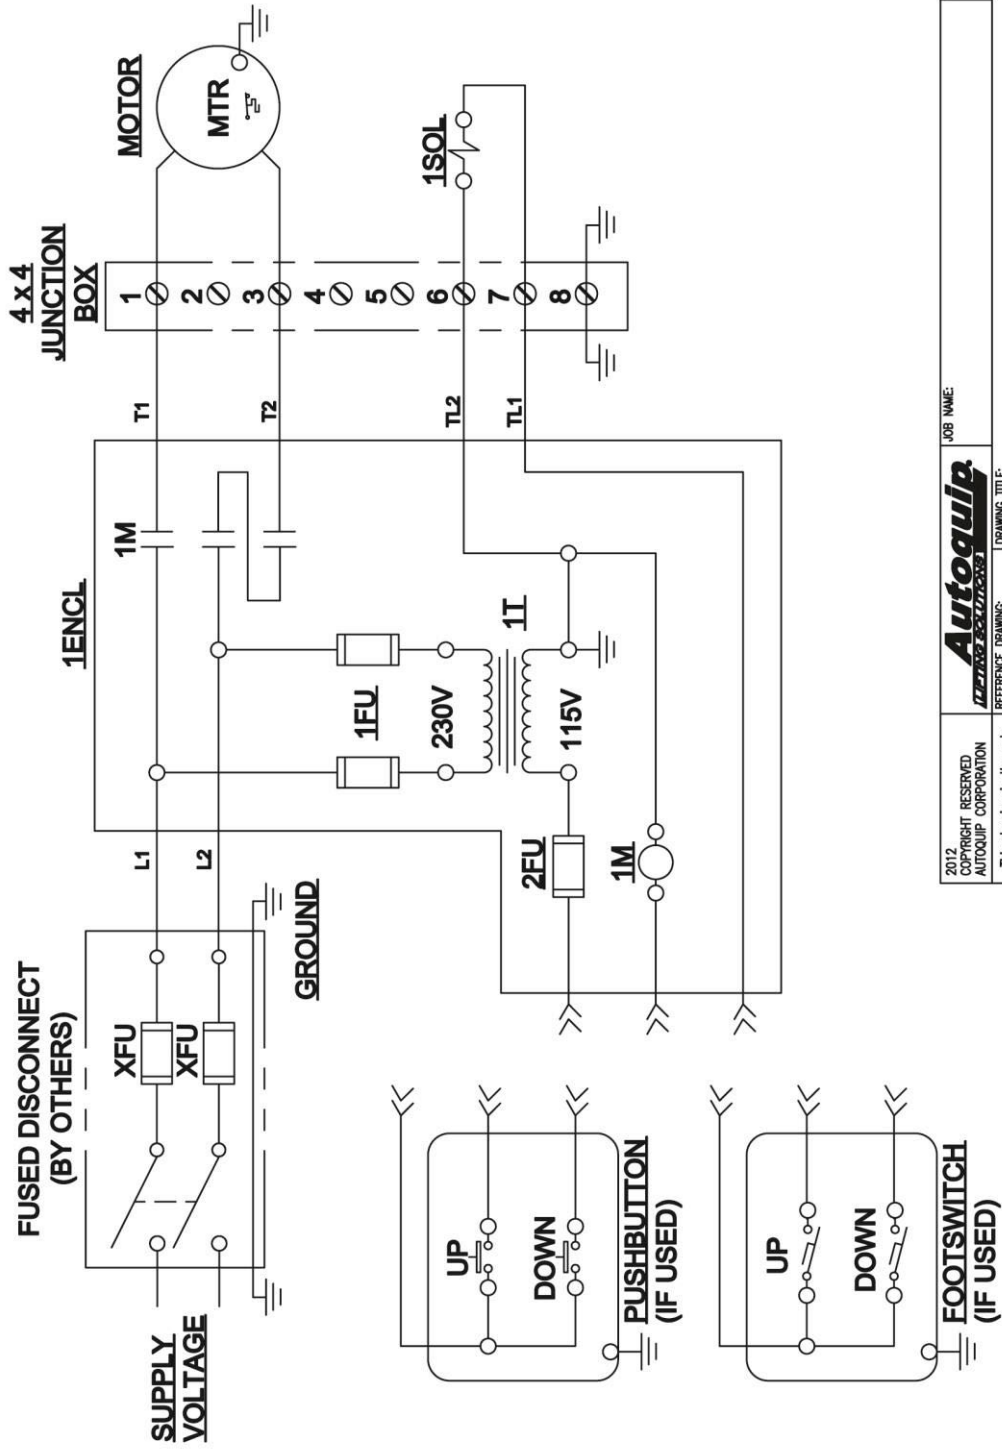 FUSED DISCONNECT
(BY OTHERS)
SUPPLY
VOLTAGE
XFU
XFU
GROUND
L1
L2
1ENCL
1M
1FU
230V
1T
115V
2FU
1M
T1
T2
TL2
TL1
4 x 4
JUNCTION
BOX
1
2
3
4
5
6
7
8
MOTOR
MTR
1SOL
UP
DOWN
PUSHBUTTON
(IF USED)
UP
DOWN
FOOTSWITCH
(IF USED)
2012
COPYRIGHT RESERVED
AUTOQUIP CORPORATION
Autoquip.
LIFTING SOLUTIONS
JOB NAME:
REFERENCE DRAWING:
DRAWING TITLE: